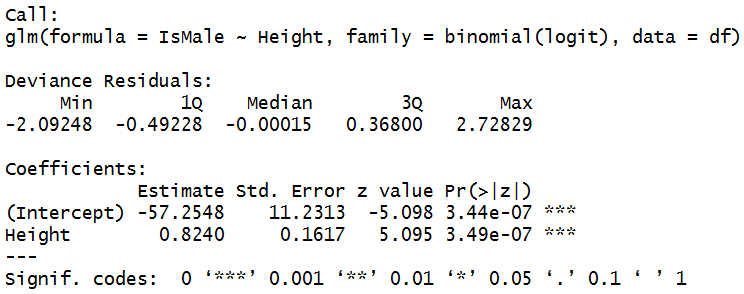 Call:
glm(formula = IsMale ~ Height, family = binomial(logit), data = df)
Deviance Residuals:
Min 1Q Median 3Q Max
-2.09248 -0.49228 -0.00015 0.36800 2.72829
Coefficients:
Estimate Std. Error z value Pr(>|z|)
(Intercept) -57.2548 11.2313 -5.098 3.44e-07 ***
Height 0.8240 0.1617 5.095 3.49e-07 ***
---
Signif. codes: 0 ‘***’ 0.001 ‘**’ 0.01 ‘*’ 0.05 ‘.’ 0.1 ‘ ’ 1